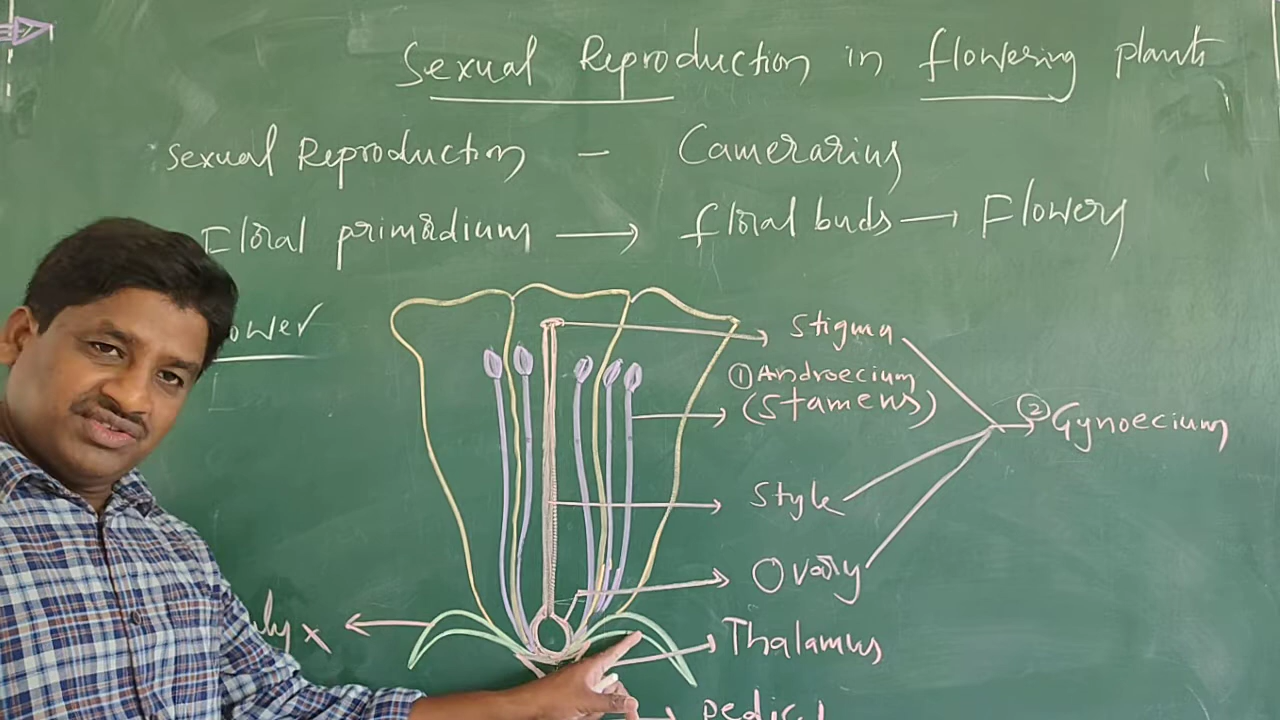 Sexual Reproduction in flowering plants
Sexual Reproduction – Camerarius
Floral primordium → floral buds → Flowers
Stigma
① Androecium
(Stamens)
② Gynoecium
Style
Ovary
Thalamus